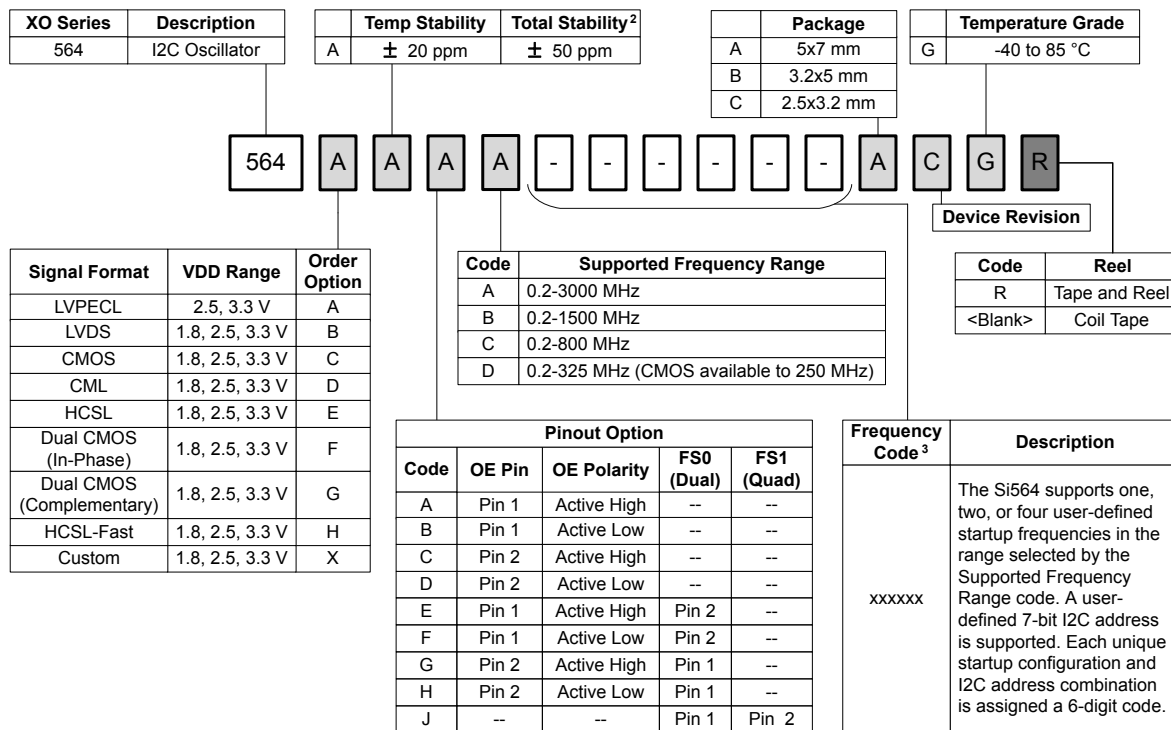 XO Series Description
564 I2C Oscillator
Temp Stability Total Stability 2
A ± 20 ppm ± 50 ppm
Package
A 5x7 mm
B 3.2x5 mm
C 2.5x3.2 mm
Temperature Grade
G -40 to 85 °C
564 A A A A - - - - - - A C G R
Device Revision
Signal Format VDD Range Order Option
LVPECL 2.5, 3.3 V A
LVDS 1.8, 2.5, 3.3 V B
CMOS 1.8, 2.5, 3.3 V C
CML 1.8, 2.5, 3.3 V D
HCSL 1.8, 2.5, 3.3 V E
Dual CMOS (In-Phase) 1.8, 2.5, 3.3 V F
Dual CMOS (Complementary) 1.8, 2.5, 3.3 V G
HCSL-Fast 1.8, 2.5, 3.3 V H
Custom 1.8, 2.5, 3.3 V X
Code Supported Frequency Range
A 0.2-3000 MHz
B 0.2-1500 MHz
C 0.2-800 MHz
D 0.2-325 MHz (CMOS available to 250 MHz)
Code Reel
R Tape and Reel
<Blank> Coil Tape
Pinout Option
Code OE Pin OE Polarity FS0 (Dual) FS1 (Quad)
A Pin 1 Active High -- --
B Pin 1 Active Low -- --
C Pin 2 Active High -- --
D Pin 2 Active Low -- --
E Pin 1 Active High Pin 2 --
F Pin 1 Active Low Pin 2 --
G Pin 2 Active High Pin 1 --
H Pin 2 Active Low Pin 1 --
J -- -- Pin 1 Pin 2
Frequency Code 3 Description
xxxxxx
The Si564 supports one,
two, or four user-defined
startup frequencies in the
range selected by the
Supported Frequency
Range code. A user-
defined 7-bit I2C address
is supported. Each unique
startup configuration and
I2C address combination
is assigned a 6-digit code.